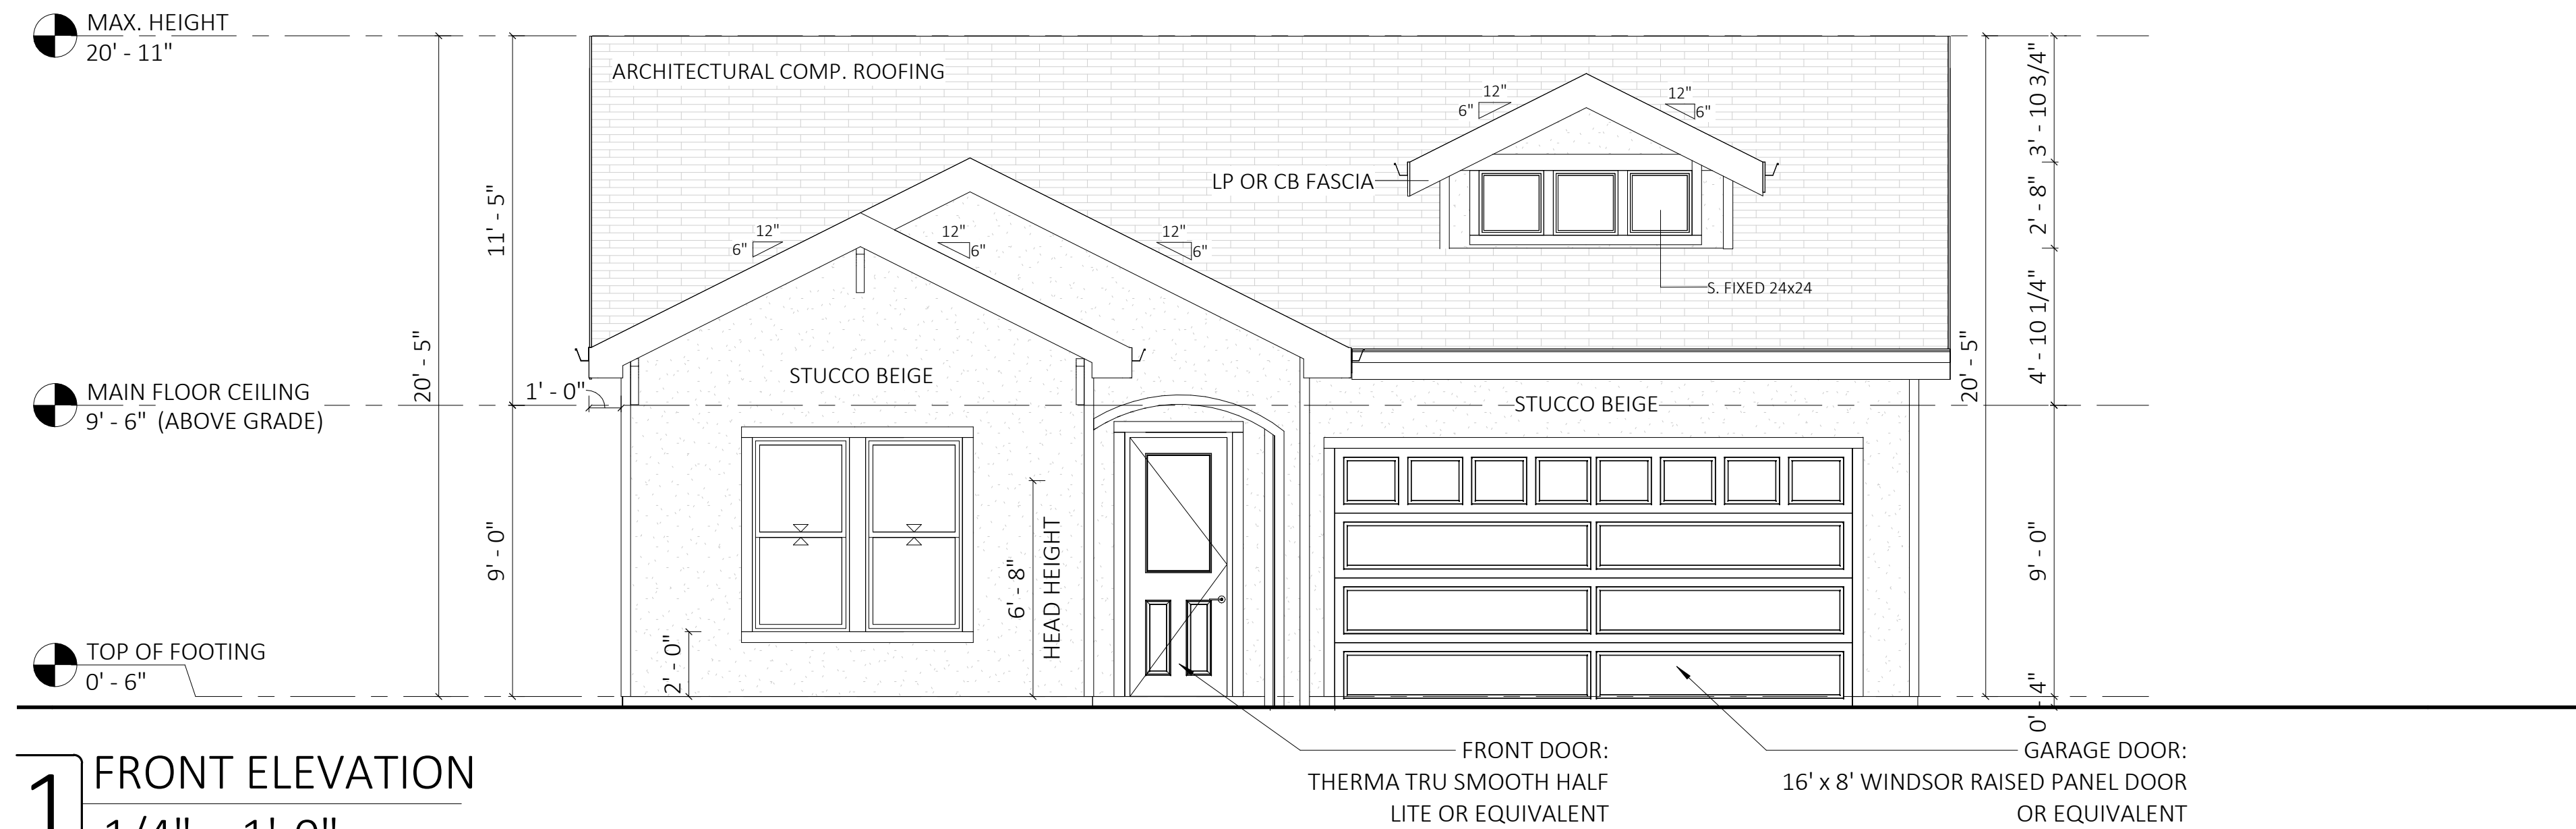 MAX. HEIGHT
20' - 11"
ARCHITECTURAL COMP. ROOFING
12"
6"
12"
6"
3' - 10 3/4"
LP OR CB FASCIA
11' - 5"
2' - 8"
12"
6"
12"
6"
12"
6"
S. FIXED 24x24
4' - 10 1/4"
20' - 5"
20' - 5"
STUCCO BEIGE
MAIN FLOOR CEILING
9' - 6" (ABOVE GRADE)
1' - 0"
STUCCO BEIGE
9' - 0"
9' - 0"
6' - 8"
HEAD HEIGHT
2' - 0"
TOP OF FOOTING
0' - 6"
0' - 4"
FRONT DOOR:
THERMA TRU SMOOTH HALF
LITE OR EQUIVALENT
GARAGE DOOR:
16' x 8' WINDSOR RAISED PANEL DOOR
OR EQUIVALENT
1
FRONT ELEVATION